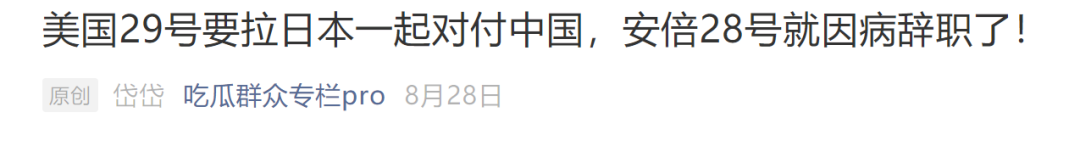 美国29号要拉日本一起对付中国，安倍28号就因病辞职了！
原创 岱岱 吃瓜群众专栏pro 8月28日